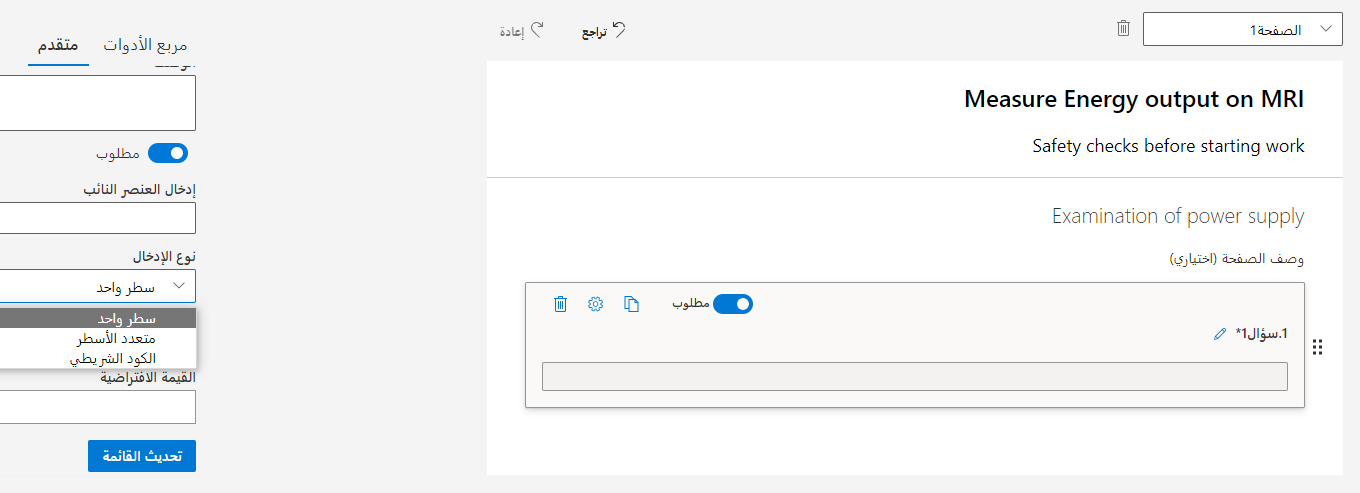 الصفحة1
تراجع
إعادة
Measure Energy output on MRI
Safety checks before starting work
Examination of power supply
وصف الصفحة (اختياري)
مطلوب
1.سؤال1*
مربع الأدوات
متقدم
مطلوب
إدخال العنصر النائب
نوع الإدخال
سطر واحد
سطر واحد
متعدد الأسطر
الكود الشريطي
القيمة الافتراضية
تحديث القائمة